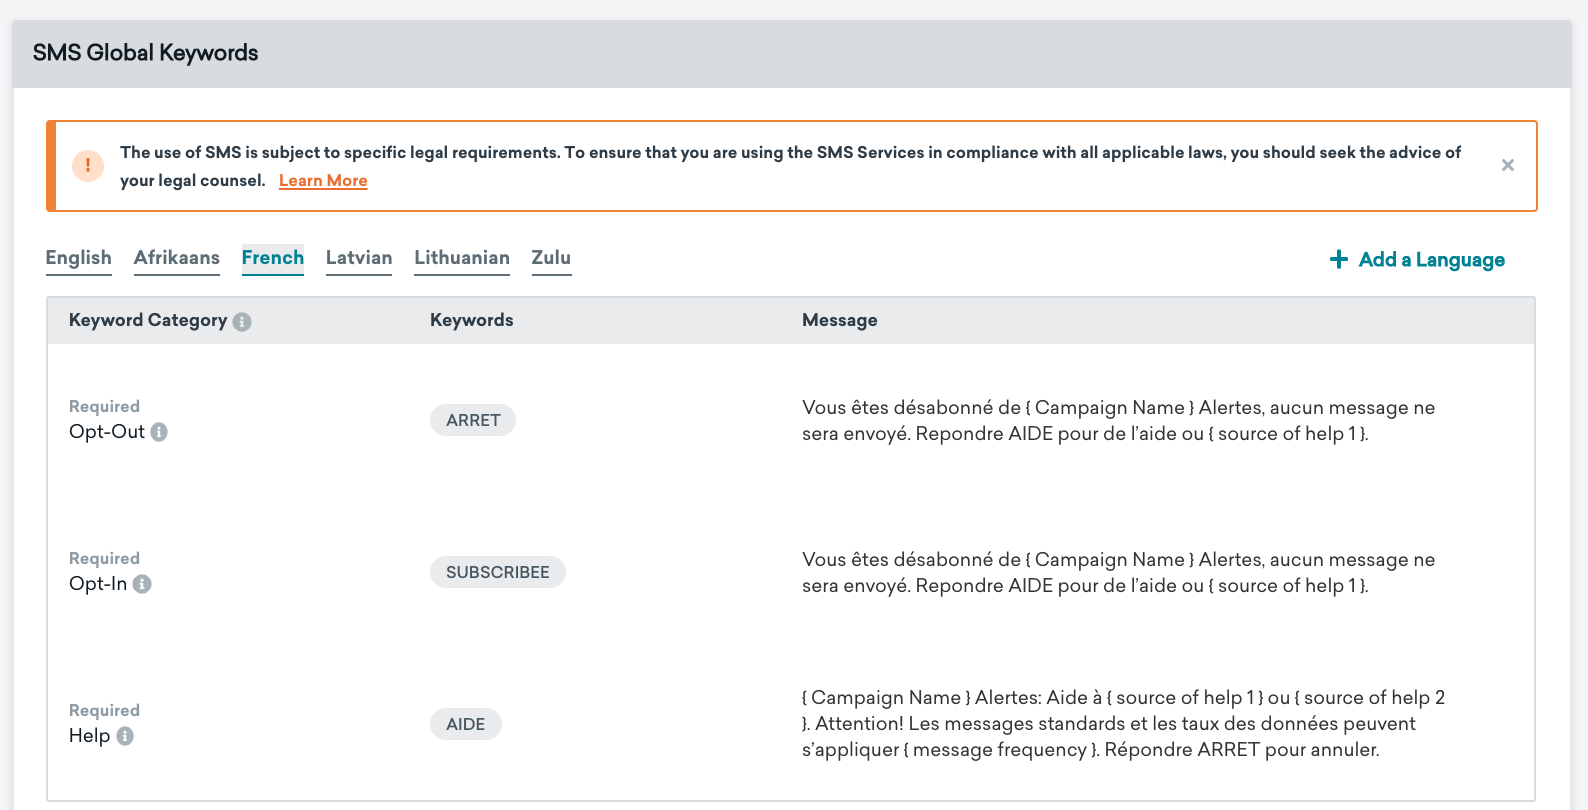 SMS Global Keywords
!
The use of SMS is subject to specific legal requirements. To ensure that you are using the SMS Services in compliance with all applicable laws, you should seek the advice of
your legal counsel. Learn More
×
English Afrikaans French Latvian Lithuanian Zulu + Add a Language
Keyword Category i Keywords Message
Required
Opt-Out i
ARRET
Vous êtes désabonné de { Campaign Name } Alertes, aucun message ne
sera envoyé. Repondre AIDE pour de l’aide ou { source of help 1 }.
Required
Opt-In i
SUBSCRIBEE
Vous êtes désabonné de { Campaign Name } Alertes, aucun message ne
sera envoyé. Repondre AIDE pour de l’aide ou { source of help 1 }.
Required
Help i
AIDE
{ Campaign Name } Alertes: Aide à { source of help 1 } ou { source of help 2
}. Attention! Les messages standards et les taux des données peuvent
s’appliquer { message frequency }. Répondre ARRET pour annuler.